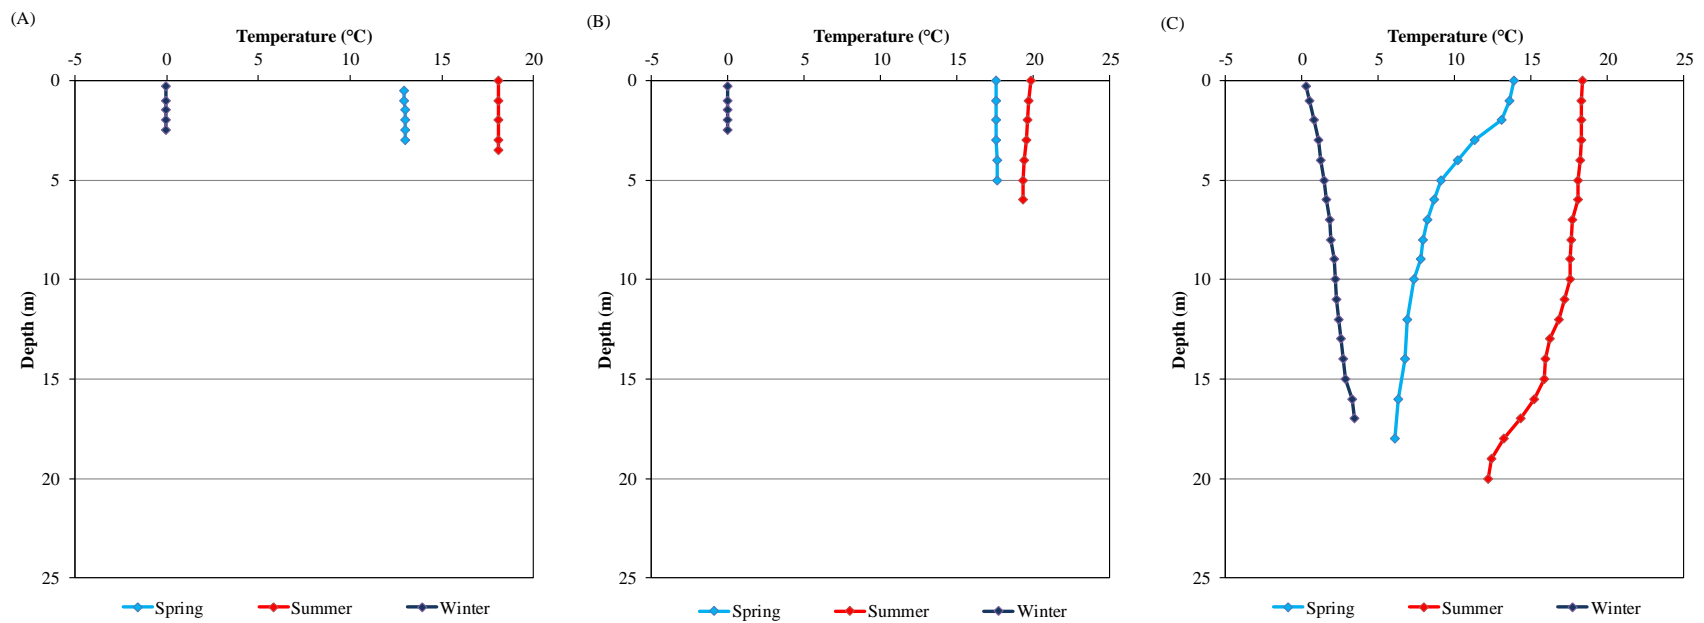 (A)
Temperature (°C)
-5 0 5 10 15 20
0
5
10
15
20
25
Depth (m)
Spring Summer Winter
(B)
Temperature (°C)
-5 0 5 10 15 20 25
0
5
10
15
20
25
Depth (m)
Spring Summer Winter
(C)
Temperature (°C)
-5 0 5 10 15 20 25
0
5
10
15
20
25
Depth (m)
Spring Summer Winter